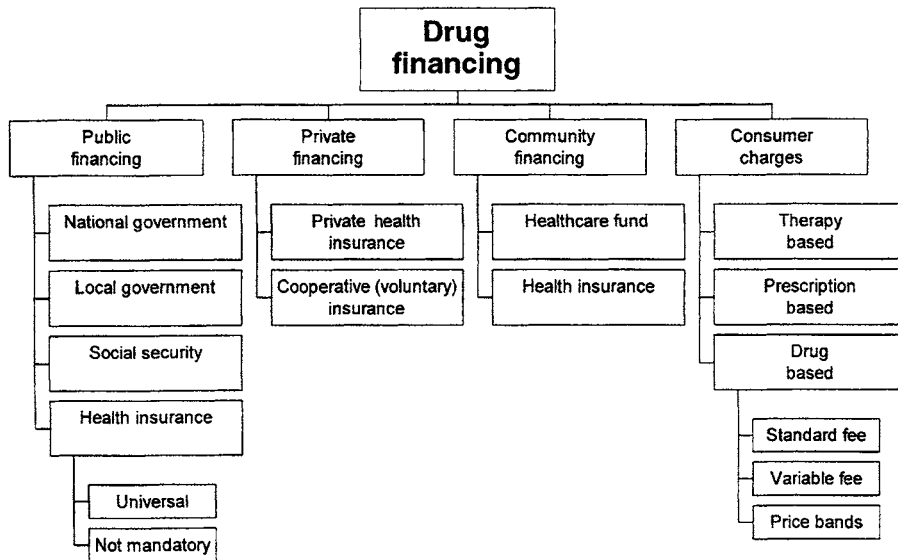 Drug
financing
Public
financing
National government
Local government
Social security
Health insurance
Universal
Not mandatory
Private
financing
Private health
insurance
Cooperative (voluntary)
insurance
Community
financing
Healthcare fund
Health insurance
Consumer
charges
Therapy
based
Prescription
based
Drug
based
Standard fee
Variable fee
Price bands